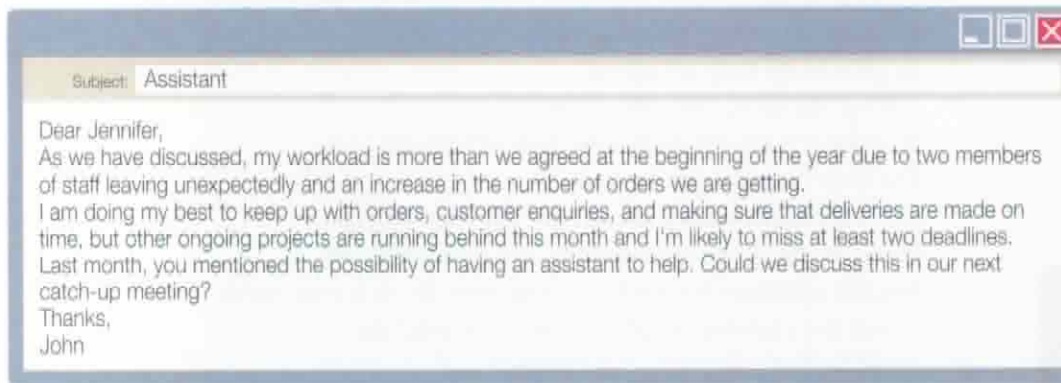 Subject: Assistant
Dear Jennifer,
As we have discussed, my workload is more than we agreed at the beginning of the year due to two members
of staff leaving unexpectedly and an increase in the number of orders we are getting.
I am doing my best to keep up with orders, customer enquiries, and making sure that deliveries are made on
time, but other ongoing projects are running behind this month and I'm likely to miss at least two deadlines.
Last month, you mentioned the possibility of having an assistant to help. Could we discuss this in our next
catch-up meeting?
Thanks,
John